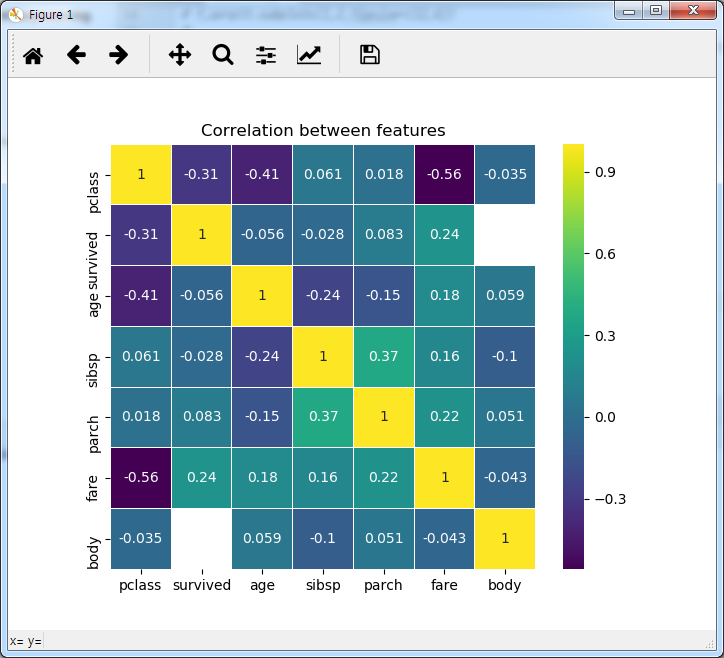 Figure 1
Correlation between features
pclass 1 -0.31 -0.41 0.061 0.018 -0.56 -0.035
survived -0.31 1 -0.056 -0.028 0.083 0.24
age -0.41 -0.056 1 -0.24 -0.15 0.18 0.059
sibsp 0.061 -0.028 -0.24 1 0.37 0.16 -0.1
parch 0.018 0.083 -0.15 0.37 1 0.22 0.051
fare -0.56 0.24 0.18 0.16 0.22 1 -0.043
body -0.035 0.059 -0.1 0.051 -0.043 1
pclass survived age sibsp parch fare body
0.9
0.6
0.3
0.0
−0.3
x= y=